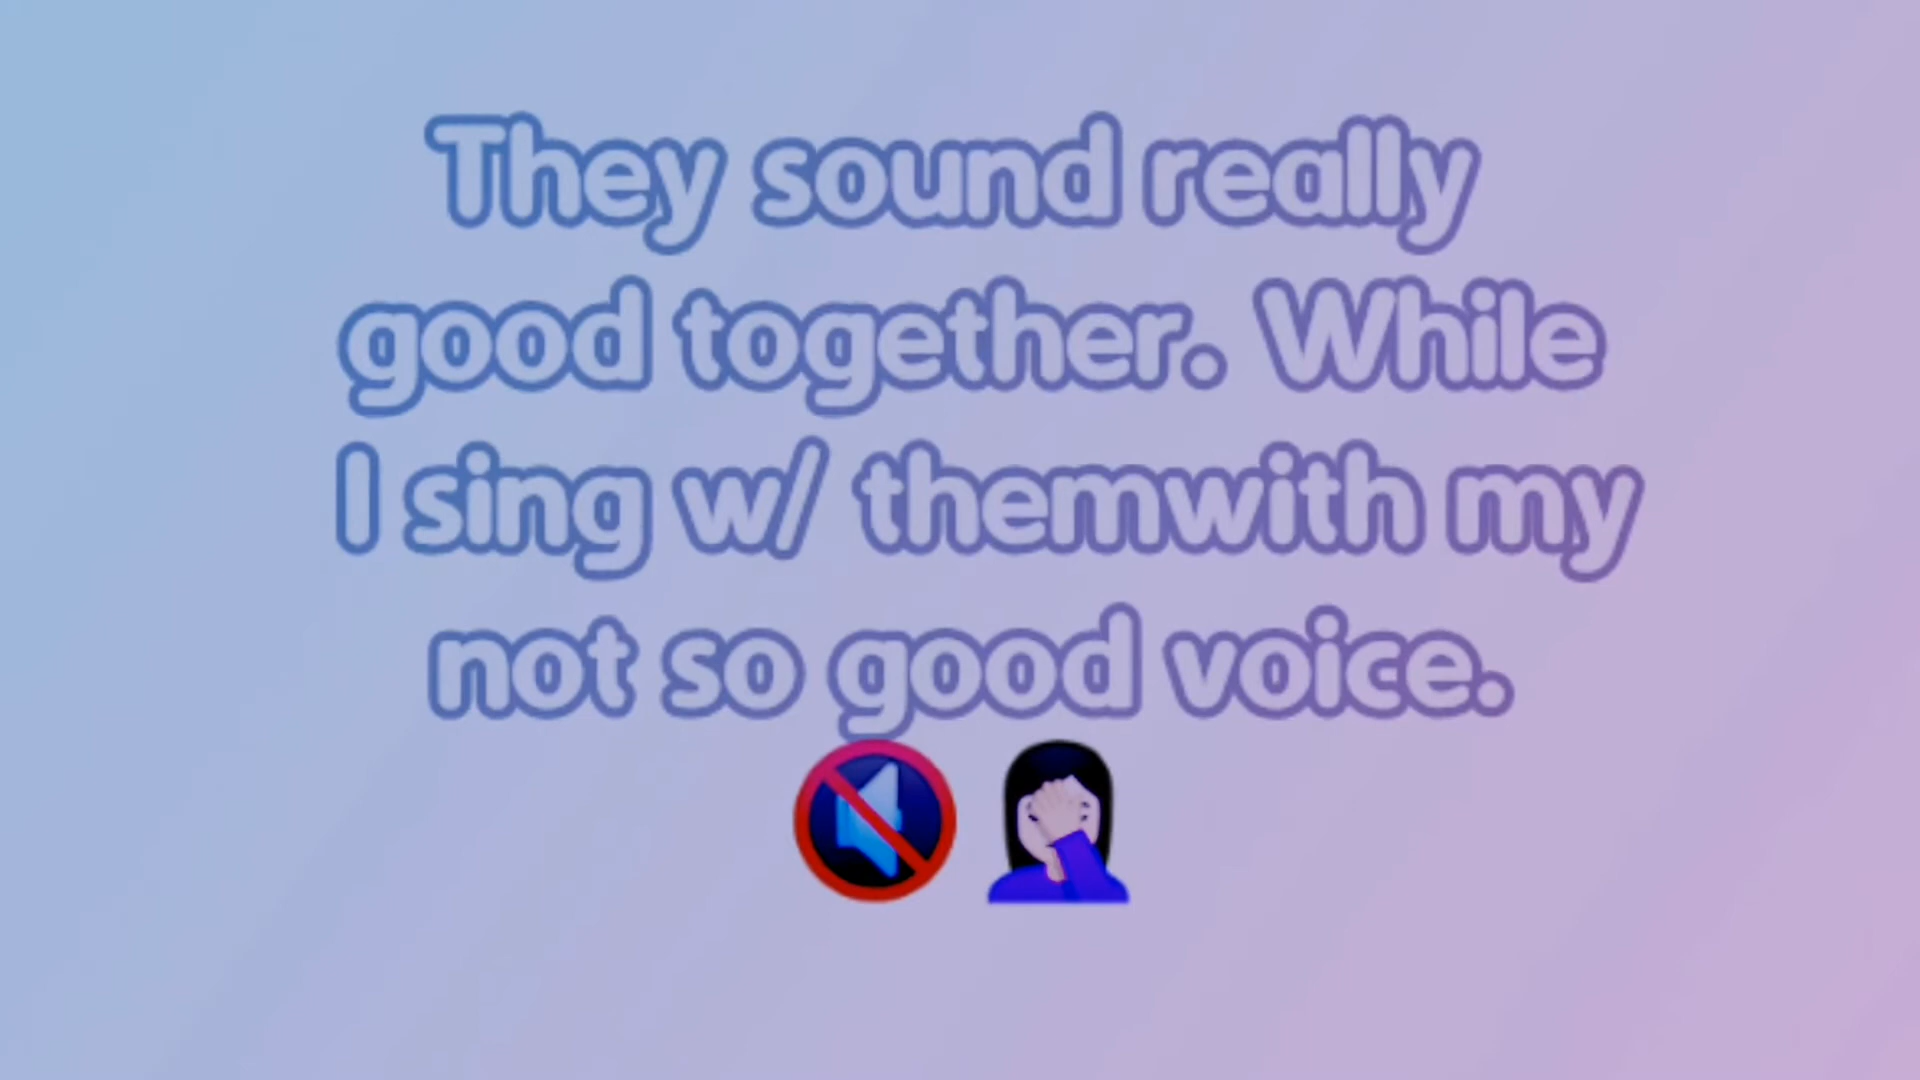 They sound really
good together. While
I sing w/ themwith my
not so good voice.